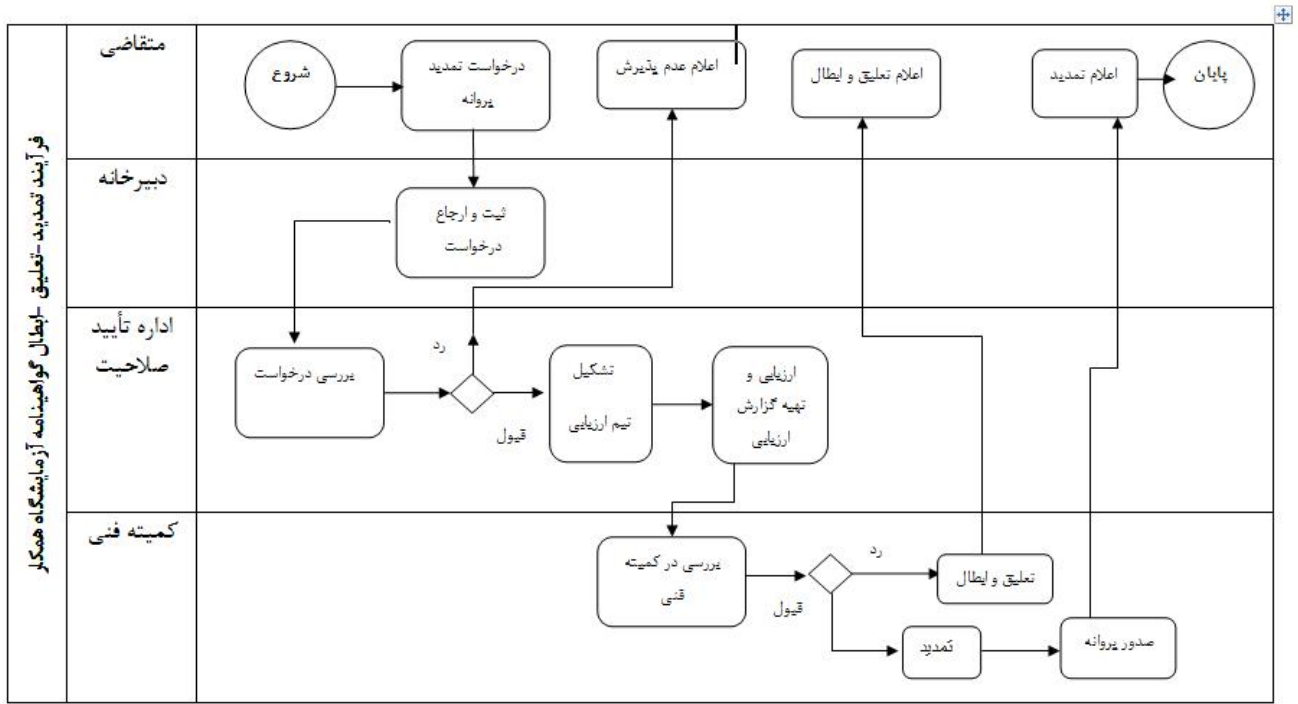 فرآیند تمدید -تعلیق -ابطال گواهینامه آزمایشگاه همکار
متقاضی
شروع
درخواست تمدید
پروانه
اعلام عدم پذیرش
اعلام تعلیق و ابطال
اعلام تمدید
پایان
دبیرخانه
ثبت و ارجاع
درخواست
اداره تأیید
صلاحیت
بررسی درخواست
رد
قبول
تشکیل
تیم ارزیابی
ارزیابی و
تهیه گزارش
ارزیابی
کمیته فنی
بررسی در کمیته
فنی
رد
قبول
تعلیق و ابطال
تمدید
صدور پروانه